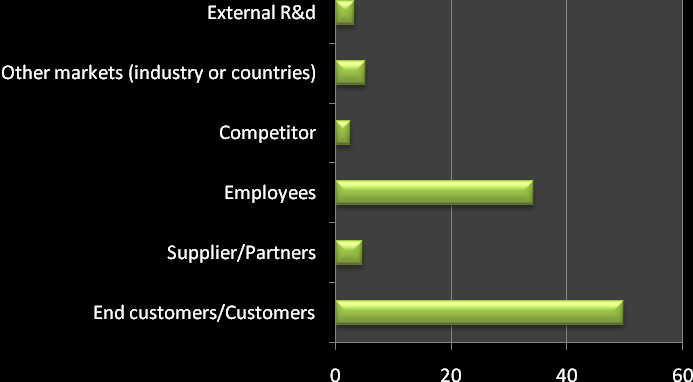 External R&d
Other markets (industry or countries)
Competitor
Employees
Supplier/Partners
End customers/Customers
0 20 40 60